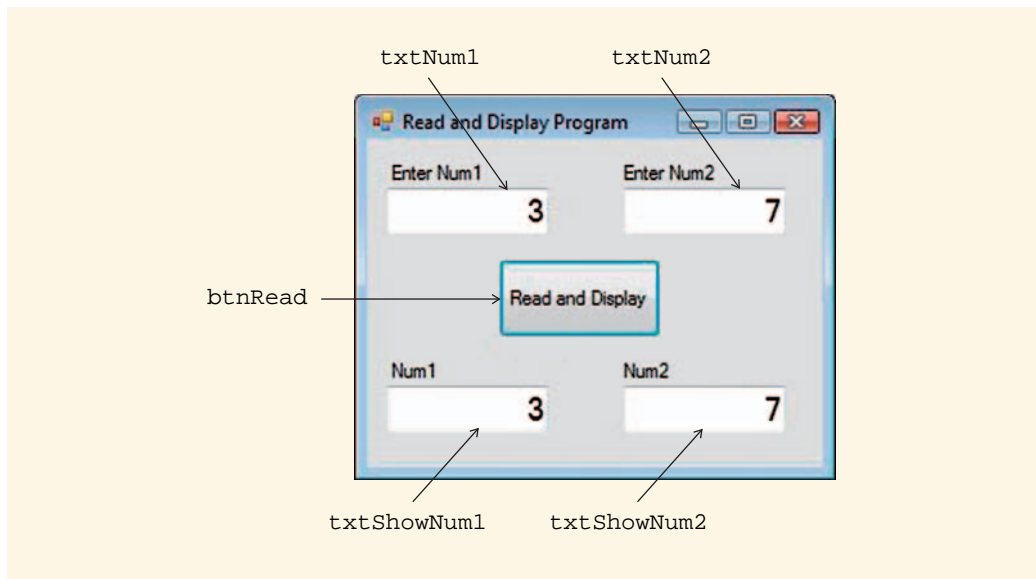 txtNum1 txtNum2
Read and Display Program
Enter Num1 Enter Num2
3 7
btnRead Read and Display
Num1 Num2
3 7
txtShowNum1 txtShowNum2